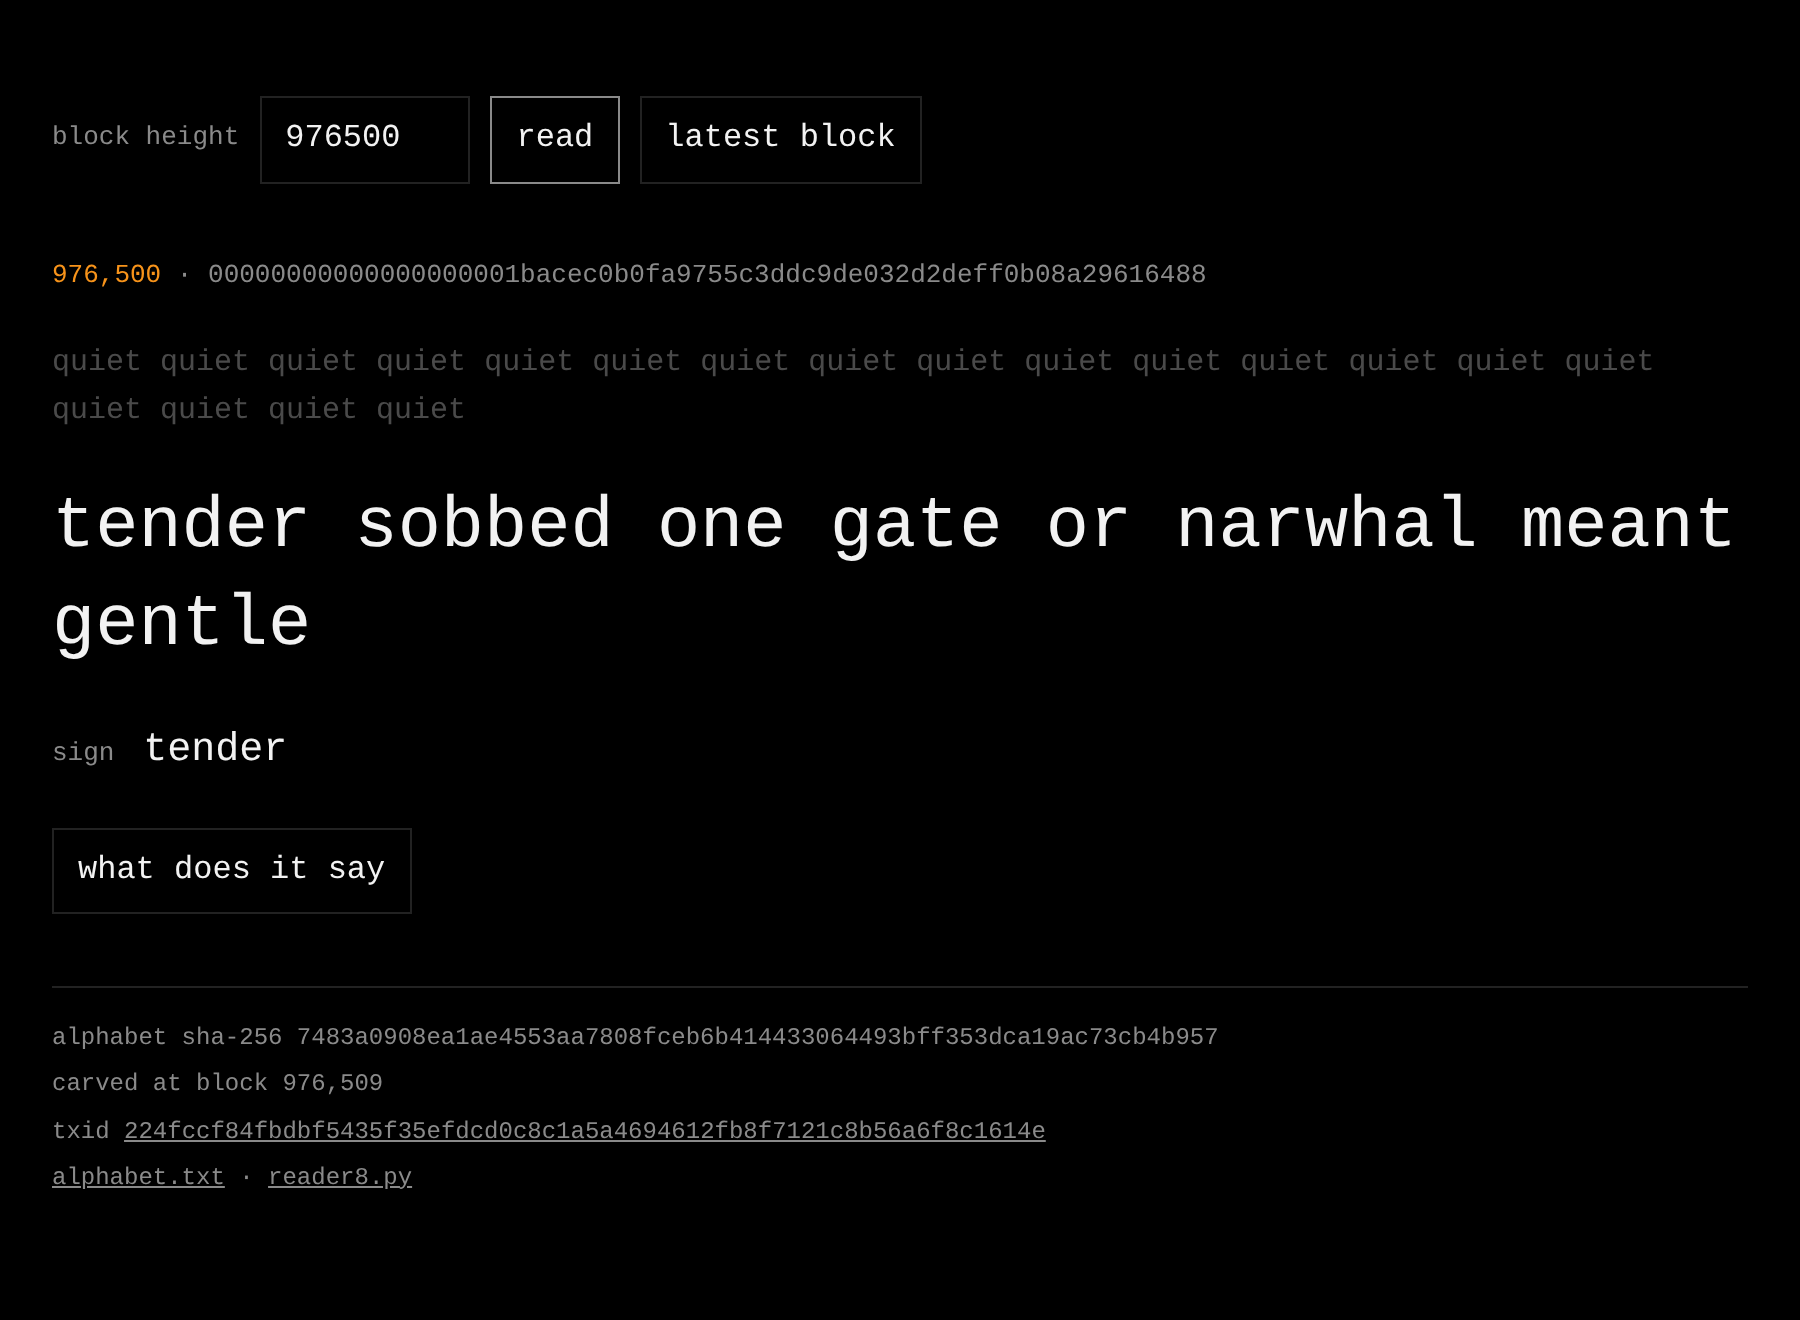 block height 976500 read latest block
976,500 · 00000000000000000001bacec0b0fa9755c3ddc9de032d2deff0b08a29616488
quiet quiet quiet quiet quiet quiet quiet quiet quiet quiet quiet quiet quiet quiet quiet
quiet quiet quiet quiet
tender sobbed one gate or narwhal meant
gentle
sign tender
what does it say
alphabet sha-256 7483a0908ea1ae4553aa7808fceb6b414433064493bff353dca19ac73cb4b957
carved at block 976,509
txid 224fccf84fbdbf5435f35efdcd0c8c1a5a4694612fb8f7121c8b56a6f8c1614e
alphabet.txt · reader8.py